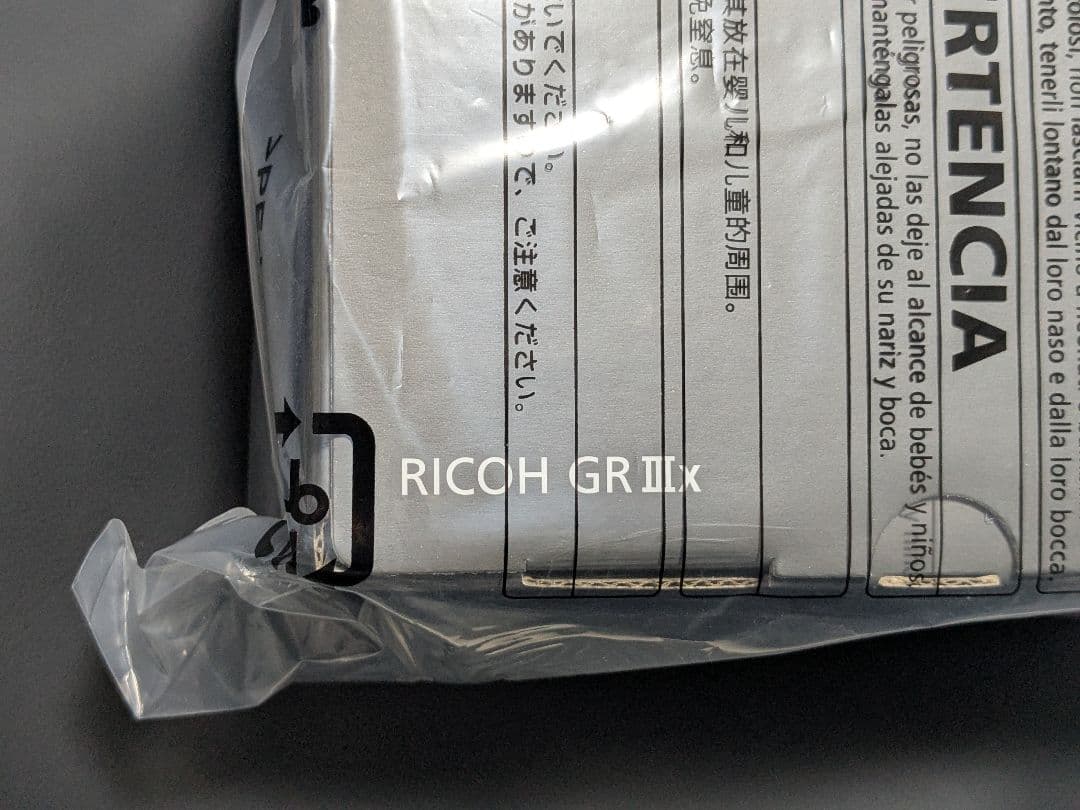 RICOH GR IIIx
いでください。
がありますので、ご注意ください。
其放在婴儿和儿童的周围。
免窒息。
RTENCIA
peligrosas, no las deje al alcance de bebés y niños
manténgalas alejadas de su nariz y boca.
nto, tenerli lontano dal loro naso e dalla loro bocca.